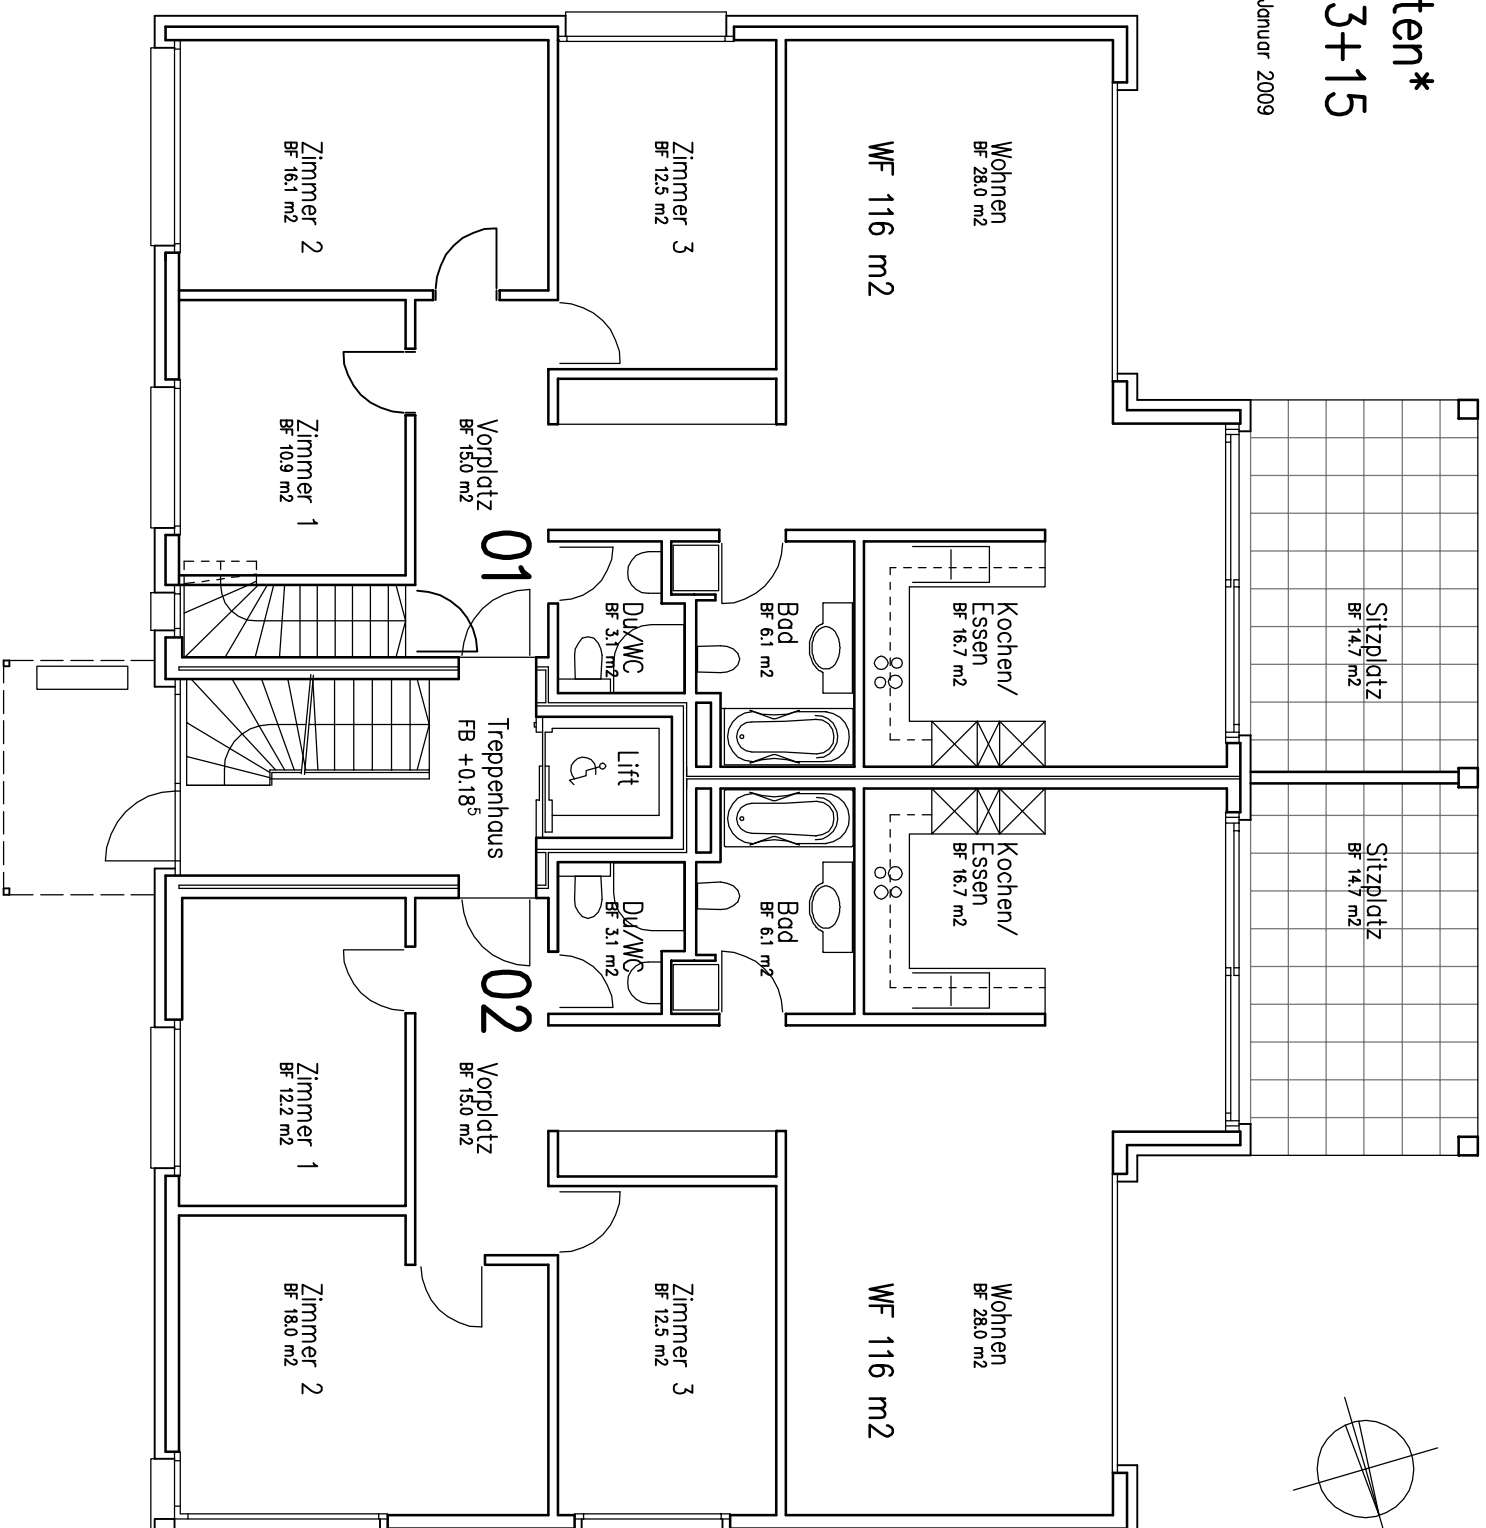 tten*
3+15
Januar 2009
Sitzplatz
BF 14.7 m2
Sitzplatz
BF 14.7 m2
Wohnen
BF 28.0 m2
WF 116 m2
Kochen/
Essen
BF 16.7 m2
Kochen/
Essen
BF 16.7 m2
Wohnen
BF 28.0 m2
WF 116 m2
Bad
BF 6.1 m2
Bad
BF 6.1 m2
Zimmer 3
BF 12.5 m2
Du/WC
BF 3.1 m2
Lift
Du/WC
BF 3.1 m2
Zimmer 3
BF 12.5 m2
01
02
Vorplatz
BF 15.0 m2
Treppenhaus
FB +0.18⁵
Vorplatz
BF 15.0 m2
Zimmer 2
BF 16.1 m2
Zimmer 1
BF 10.9 m2
Zimmer 1
BF 12.2 m2
Zimmer 2
BF 18.0 m2